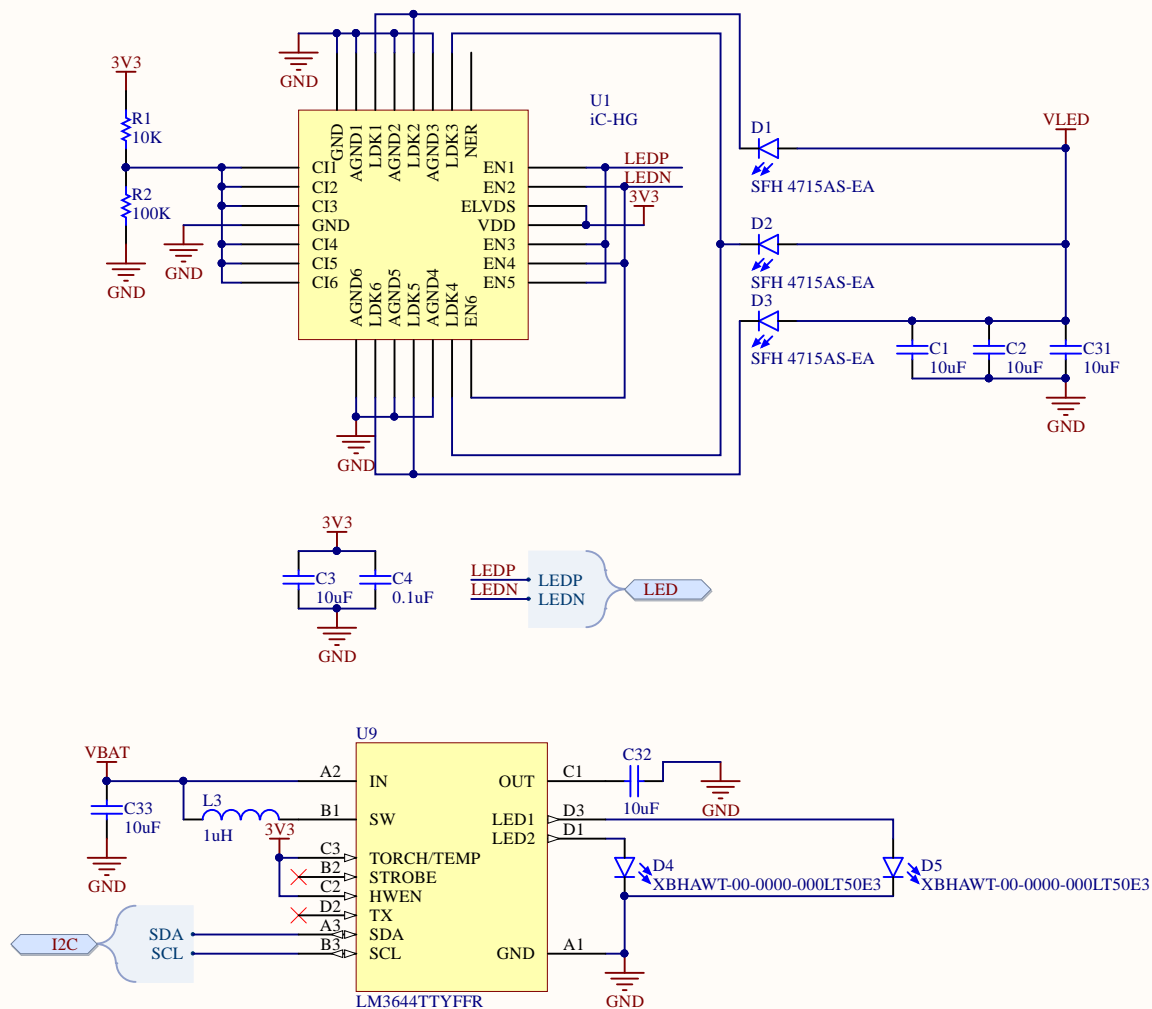 3V3
R1
10K
R2
100K
GND
GND
GND
U1
iC-HG
GND
AGND1
LDK1
AGND2
LDK2
AGND3
LDK3
NER
CI1
CI2
CI3
GND
CI4
CI5
CI6
EN1
EN2
ELVDS
VDD
EN3
EN4
EN5
AGND6
LDK6
AGND5
LDK5
AGND4
LDK4
EN6
LEDP
LEDN
3V3
GND
D1
SFH 4715AS-EA
D2
SFH 4715AS-EA
D3
SFH 4715AS-EA
VLED
C1
10uF
C2
10uF
C31
10uF
GND
3V3
C3
10uF
C4
0.1uF
GND
LEDP
LEDN
LEDP
LEDN
LED
U9
VBAT
C33
10uF
GND
L3
1uH
3V3
A2
B1
C3
B2
C2
D2
A3
B3
IN
SW
TORCH/TEMP
STROBE
HWEN
TX
SDA
SCL
OUT
LED1
LED2
GND
C1
D3
D1
A1
C32
10uF
GND
D4
XBHAWT-00-0000-000LT50E3
D5
XBHAWT-00-0000-000LT50E3
GND
I2C
SDA
SCL
LM3644TTYFFR